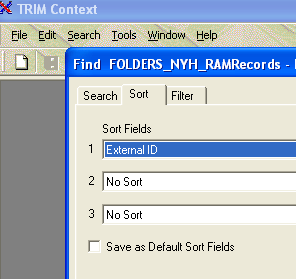 TRIM Context
File Edit Search Tools Window Help
Find FOLDERS_NYH_RAMRecords -
Search Sort Filter
Sort Fields
1 External ID
2 No Sort
3 No Sort
Save as Default Sort Fields